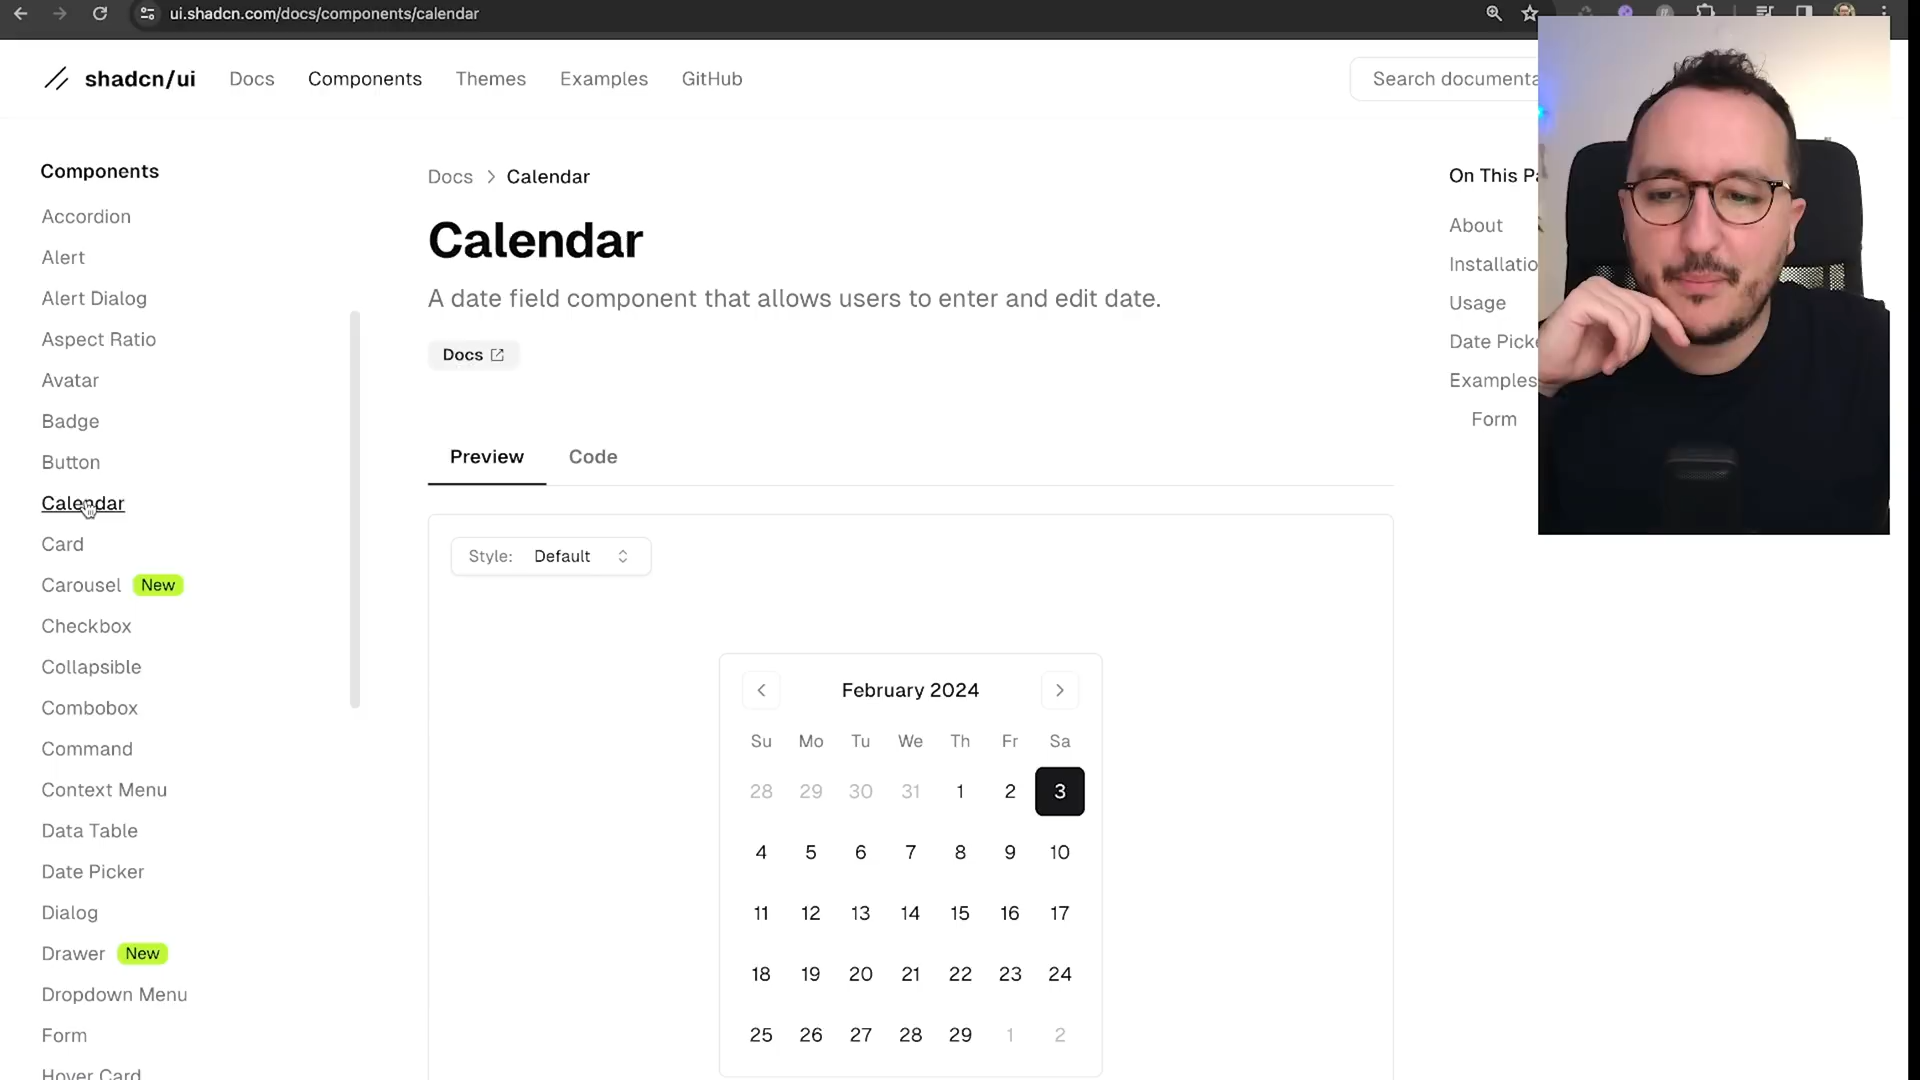 ui.shadcn.com/docs/components/calendar
shadcn/ui Docs Components Themes Examples GitHub
Search documenta
Components
Accordion
Alert
Alert Dialog
Aspect Ratio
Avatar
Badge
Button
Calendar
Card
Carousel New
Checkbox
Collapsible
Combobox
Command
Context Menu
Data Table
Date Picker
Dialog
Drawer New
Dropdown Menu
Form
Hover Card
Docs > Calendar
Calendar
A date field component that allows users to enter and edit date.
Docs
Preview Code
Style: Default
February 2024
Su Mo Tu We Th Fr Sa
28 29 30 31 1 2 3
4 5 6 7 8 9 10
11 12 13 14 15 16 17
18 19 20 21 22 23 24
25 26 27 28 29 1 2
On This Pa
About
Installatio
Usage
Date Picke
Examples
Form